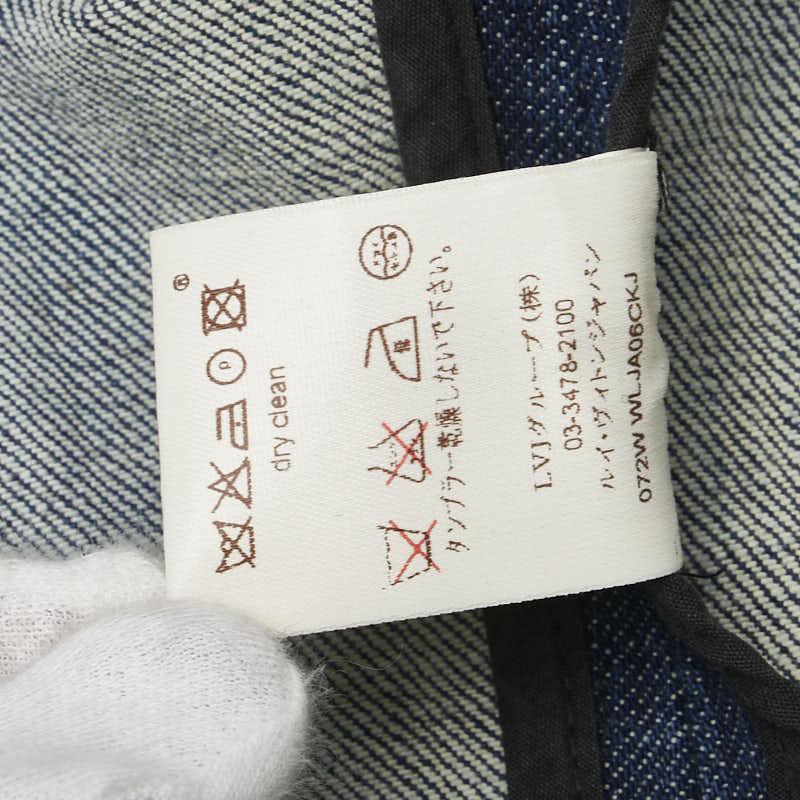 ®
P
dry clean
タンブラー乾燥しないで下さい。
LVJグループ(株)
03-3478-2100
ルイ・ヴィトンジャパン
072W WLJA06CKJ